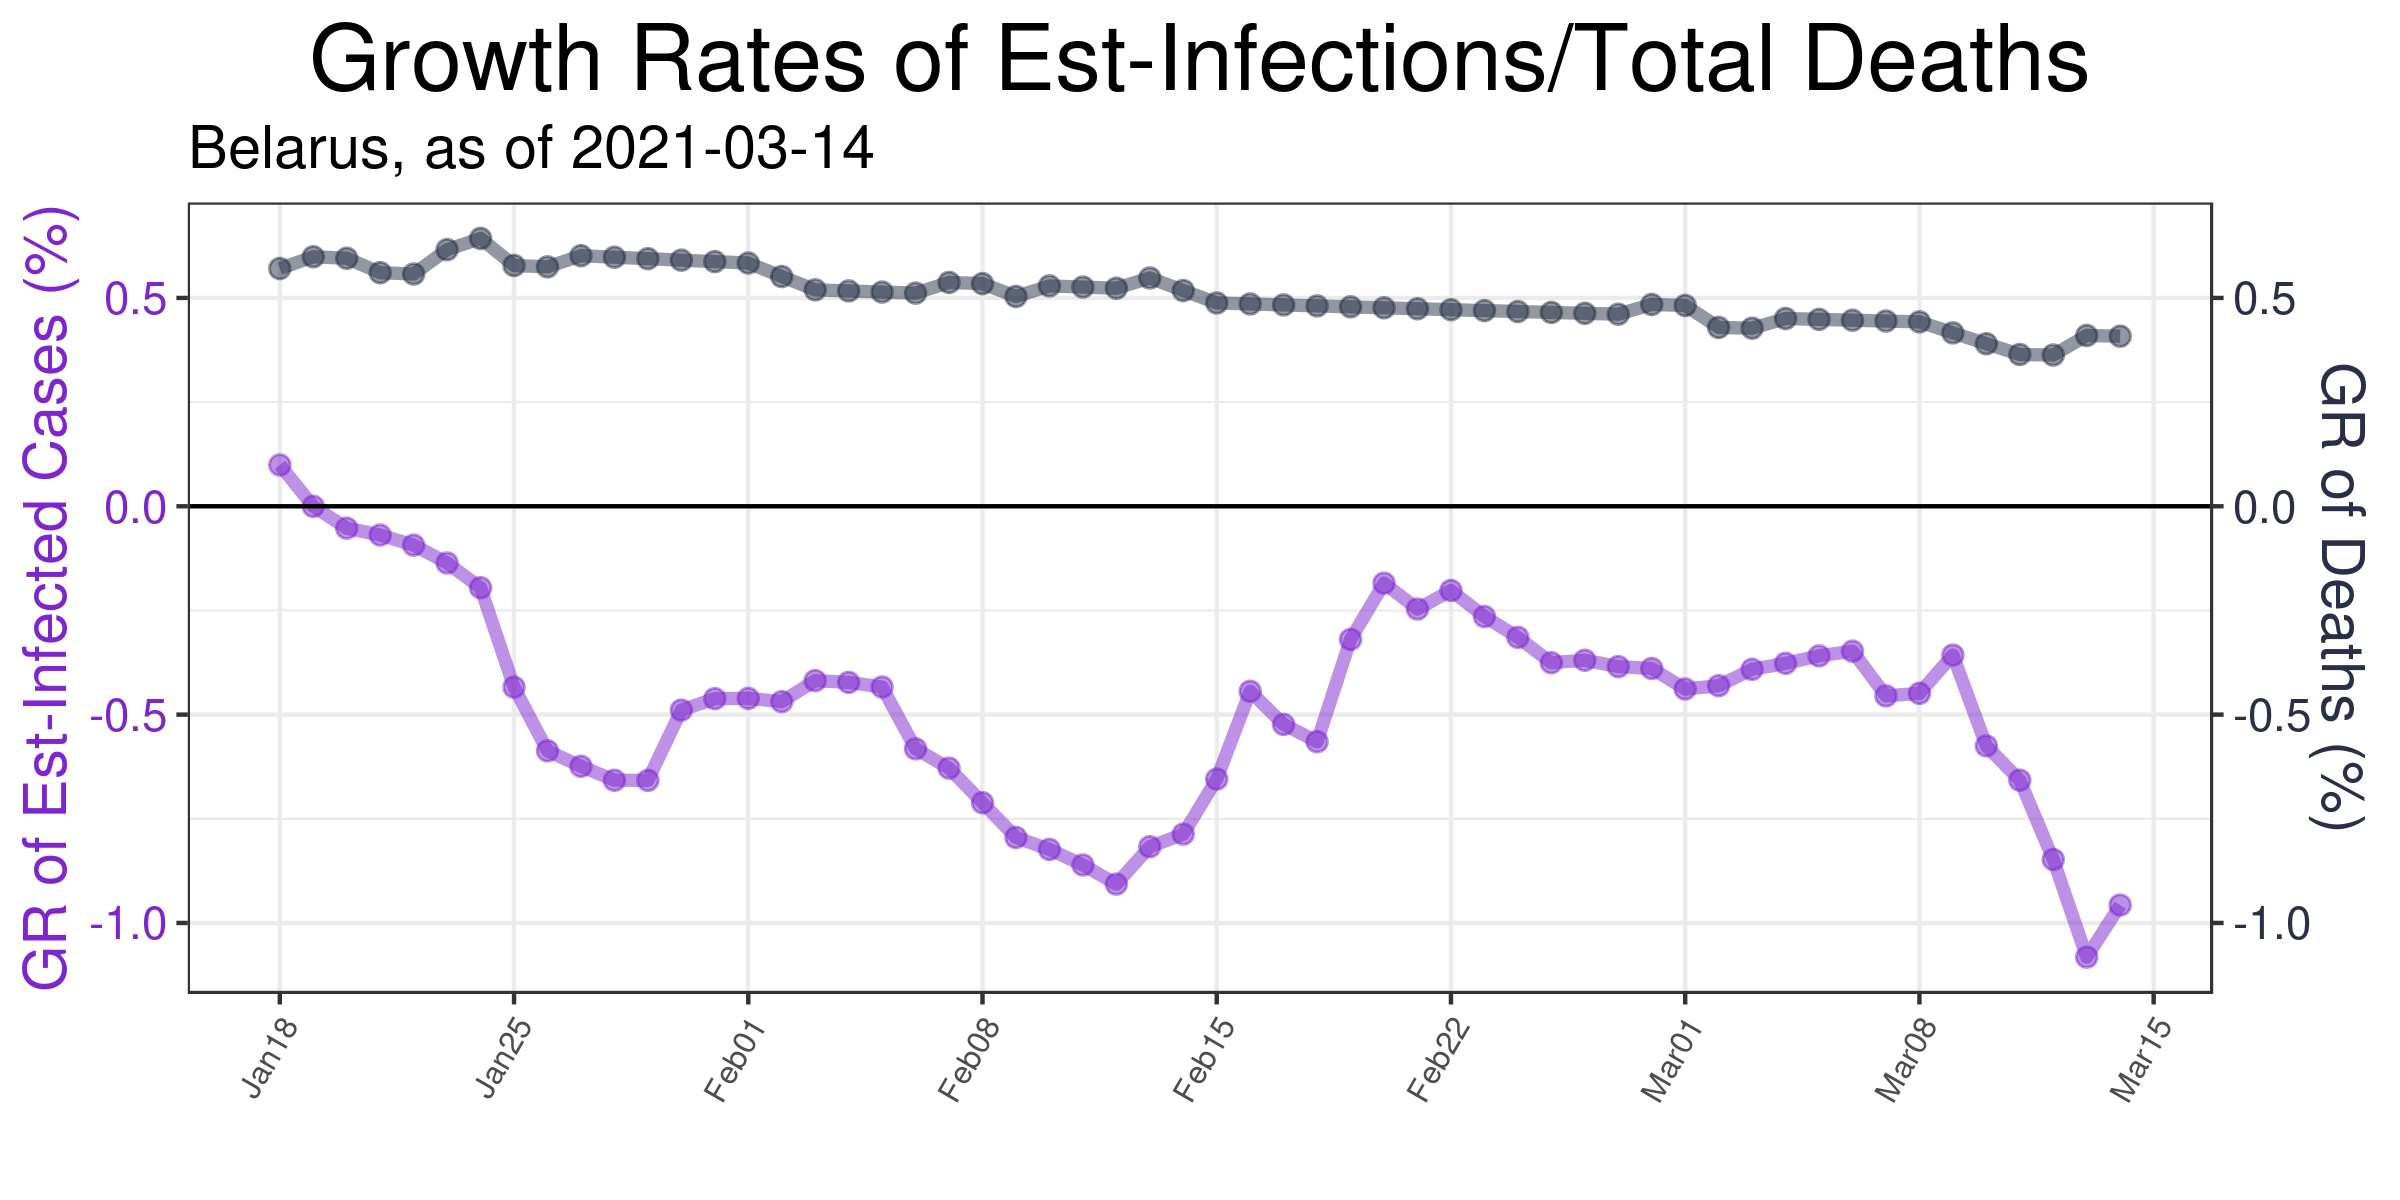 Growth Rates of Est-Infections/Total Deaths
Belarus, as of 2021-03-14
GR of Est-Infected Cases (%)
0.5
0.0
-0.5
-1.0
0.5
0.0
-0.5
-1.0
GR of Deaths (%)
Jan18
Jan25
Feb01
Feb08
Feb15
Feb22
Mar01
Mar08
Mar15